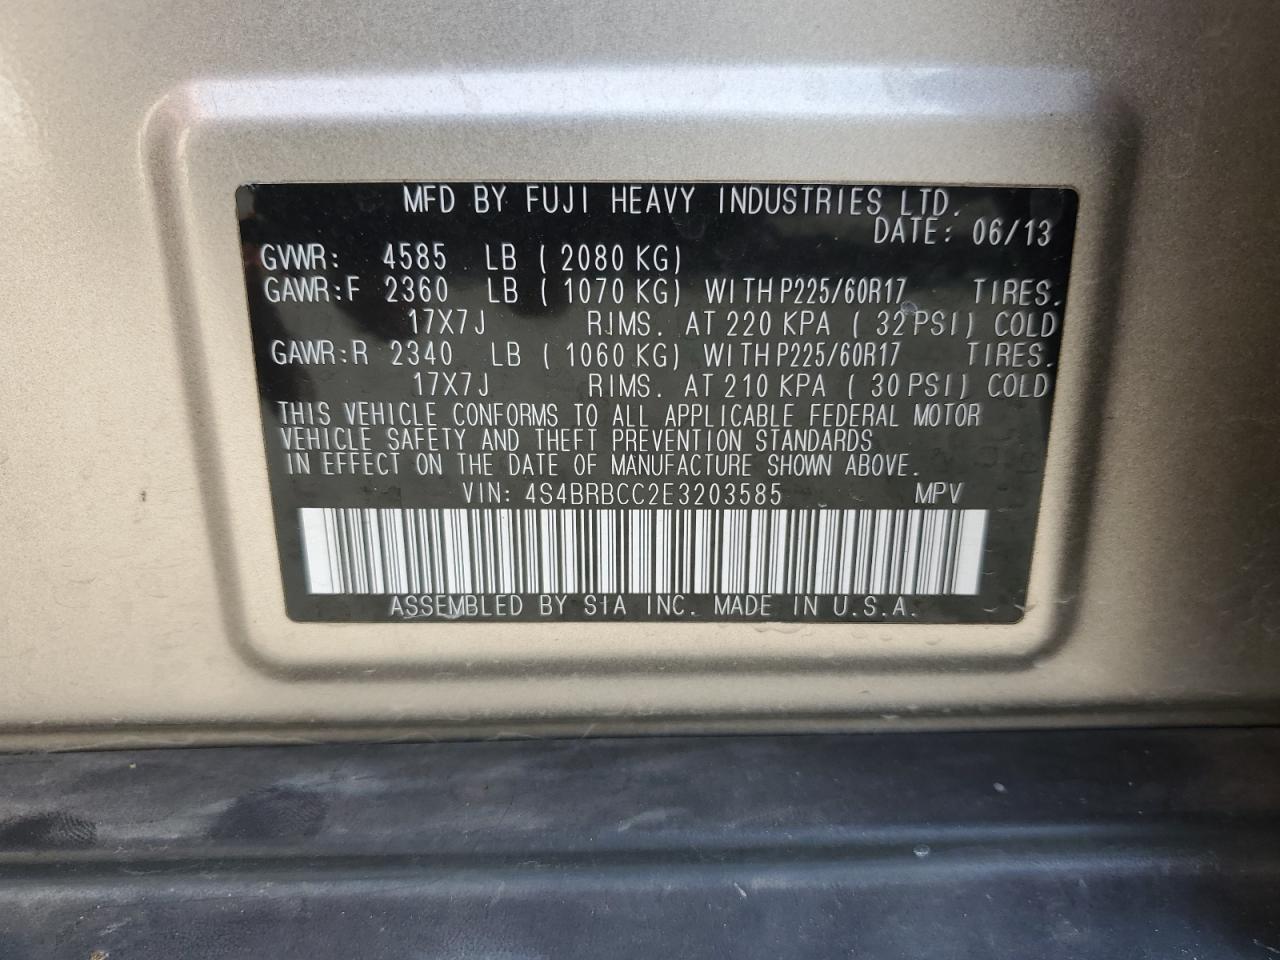 MFD BY FUJI HEAVY INDUSTRIES LTD.
DATE: 06/13
GVWR: 4585 LB ( 2080 KG)
GAWR:F 2360 LB ( 1070 KG) WITH P225/60R17 TIRES.
17X7J RIMS. AT 220 KPA ( 32 PSI) COLD
GAWR:R 2340 LB ( 1060 KG) WITH P225/60R17 TIRES.
17X7J RIMS. AT 210 KPA ( 30 PSI) COLD
THIS VEHICLE CONFORMS TO ALL APPLICABLE FEDERAL MOTOR
VEHICLE SAFETY AND THEFT PREVENTION STANDARDS
IN EFFECT ON THE DATE OF MANUFACTURE SHOWN ABOVE.
VIN: 4S4BRBCC2E3203585 MPV
ASSEMBLED BY SIA INC. MADE IN U.S.A.